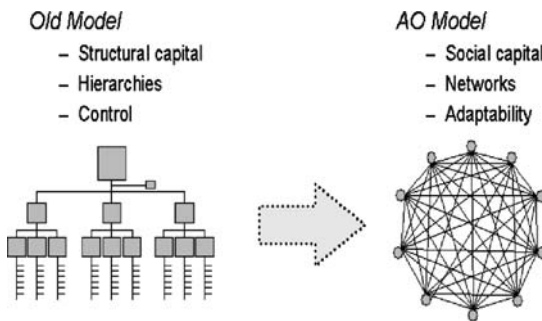 Old Model
– Structural capital
– Hierarchies
– Control
AO Model
– Social capital
– Networks
– Adaptability